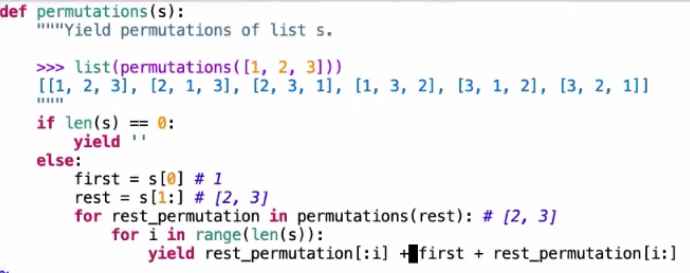 def permutations(s):
    """Yield permutations of list s.

    >>> list(permutations([1, 2, 3]))
    [[1, 2, 3], [2, 1, 3], [2, 3, 1], [1, 3, 2], [3, 1, 2], [3, 2, 1]]
    """
    if len(s) == 0:
        yield ''
    else:
        first = s[0] # 1
        rest = s[1:] # [2, 3]
        for rest_permutation in permutations(rest): # [2, 3]
            for i in range(len(s)):
                yield rest_permutation[:i] + first + rest_permutation[i:]